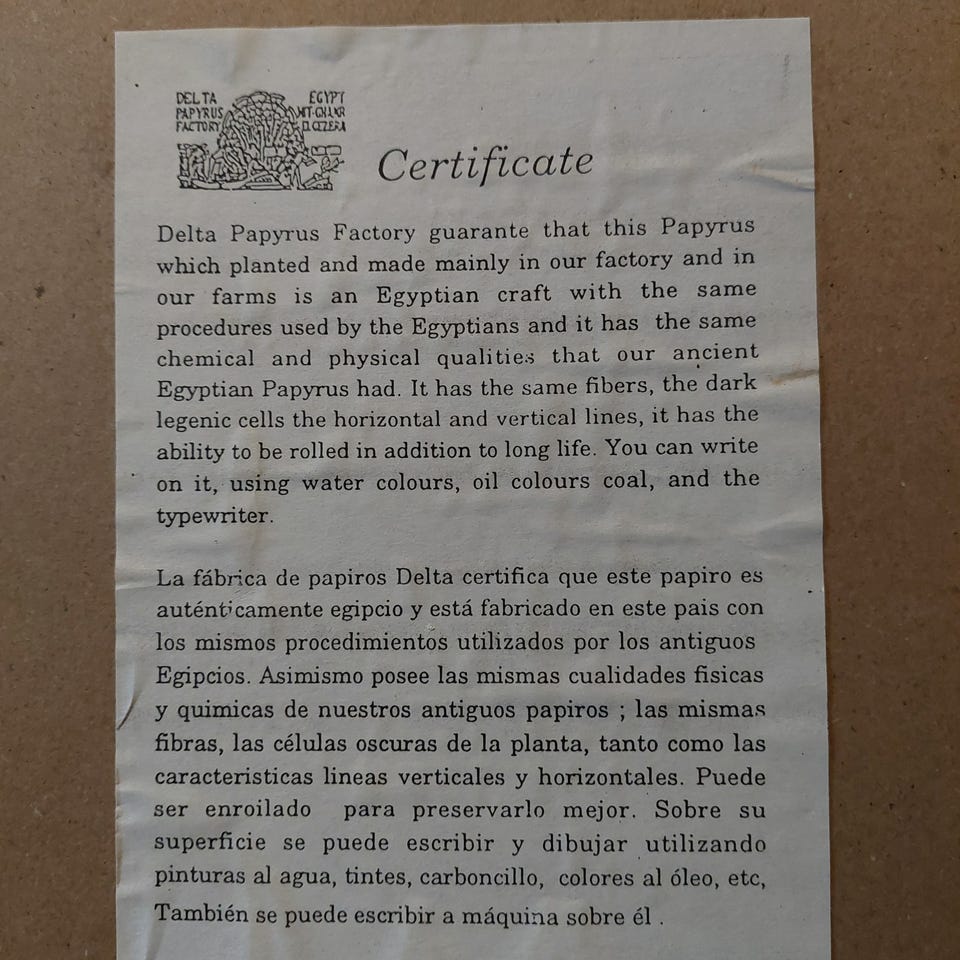 DELTA EGYPT
PAPYRUS MIT-GHAMR
FACTORY
Certificate
Delta Papyrus Factory guarante that this Papyrus
which planted and made mainly in our factory and in
our farms is an Egyptian craft with the same
procedures used by the Egyptians and it has the same
chemical and physical qualities that our ancient
Egyptian Papyrus had. It has the same fibers, the dark
legenic cells the horizontal and vertical lines, it has the
ability to be rolled in addition to long life. You can write
on it, using water colours, oil colours coal, and the
typewriter.
La fábrica de papiros Delta certifica que este papiro es
auténticamente egipcio y está fabricado en este pais con
los mismos procedimientos utilizados por los antiguos
Egipcios. Asimismo posee las mismas cualidades fisicas
y quimicas de nuestros antiguos papiros ; las mismas
fibras, las células oscuras de la planta, tanto como las
caracteristicas lineas verticales y horizontales. Puede
ser enroilado para preservarlo mejor. Sobre su
superficie se puede escribir y dibujar utilizando
pinturas al agua, tintes, carboncillo, colores al óleo, etc,
También se puede escribir a máquina sobre él .